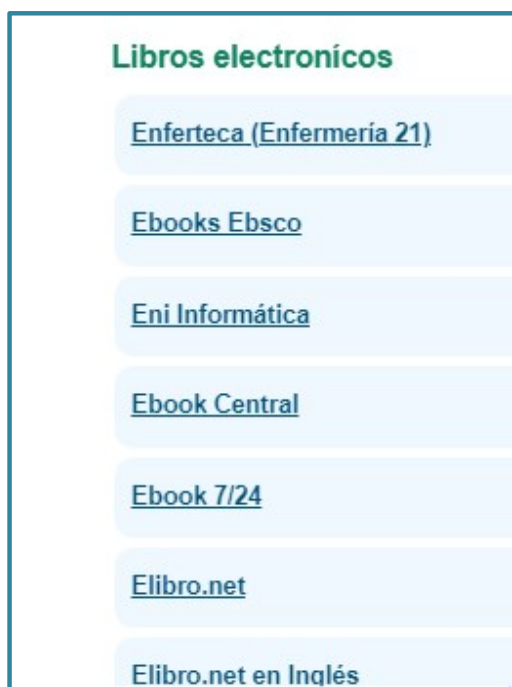 Libros electronícos
Enferteca (Enfermería 21)
Ebooks Ebsco
Eni Informática
Ebook Central
Ebook 7/24
Elibro.net
Elibro.net en Inglés